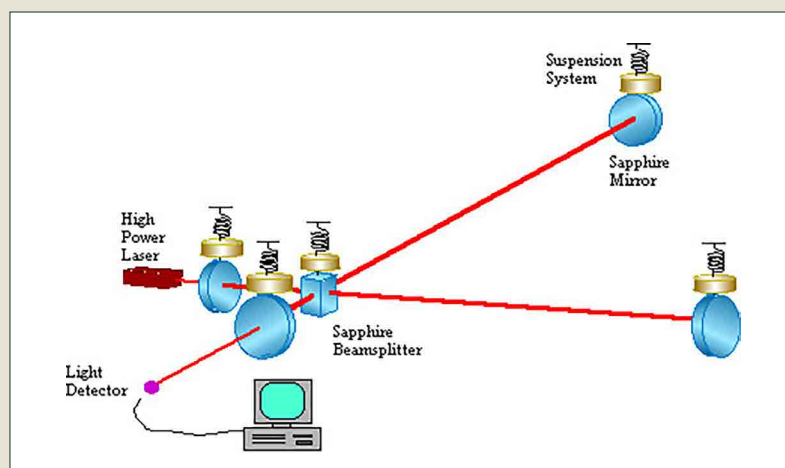 Suspension
System
Sapphire
Mirror
High
Power
Laser
Sapphire
Beamsplitter
Light
Detector